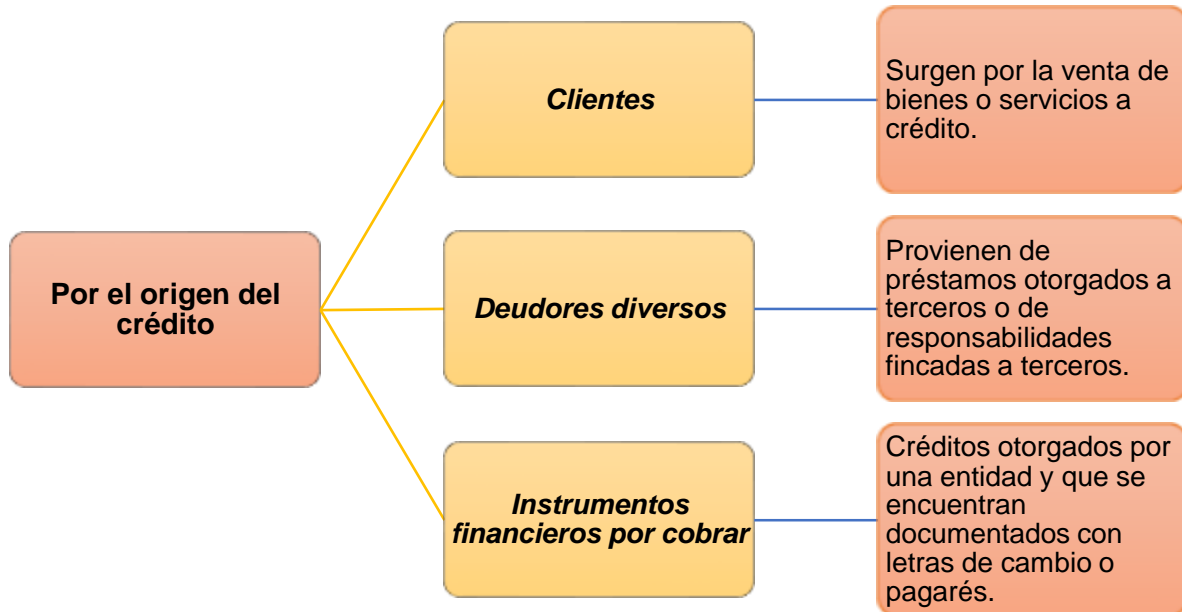 Por el origen del
crédito
Clientes
Surgen por la venta de
bienes o servicios a
crédito.
Deudores diversos
Provienen de
préstamos otorgados a
terceros o de
responsabilidades
fincadas a terceros.
Instrumentos
financieros por cobrar
Créditos otorgados por
una entidad y que se
encuentran
documentados con
letras de cambio o
pagarés.